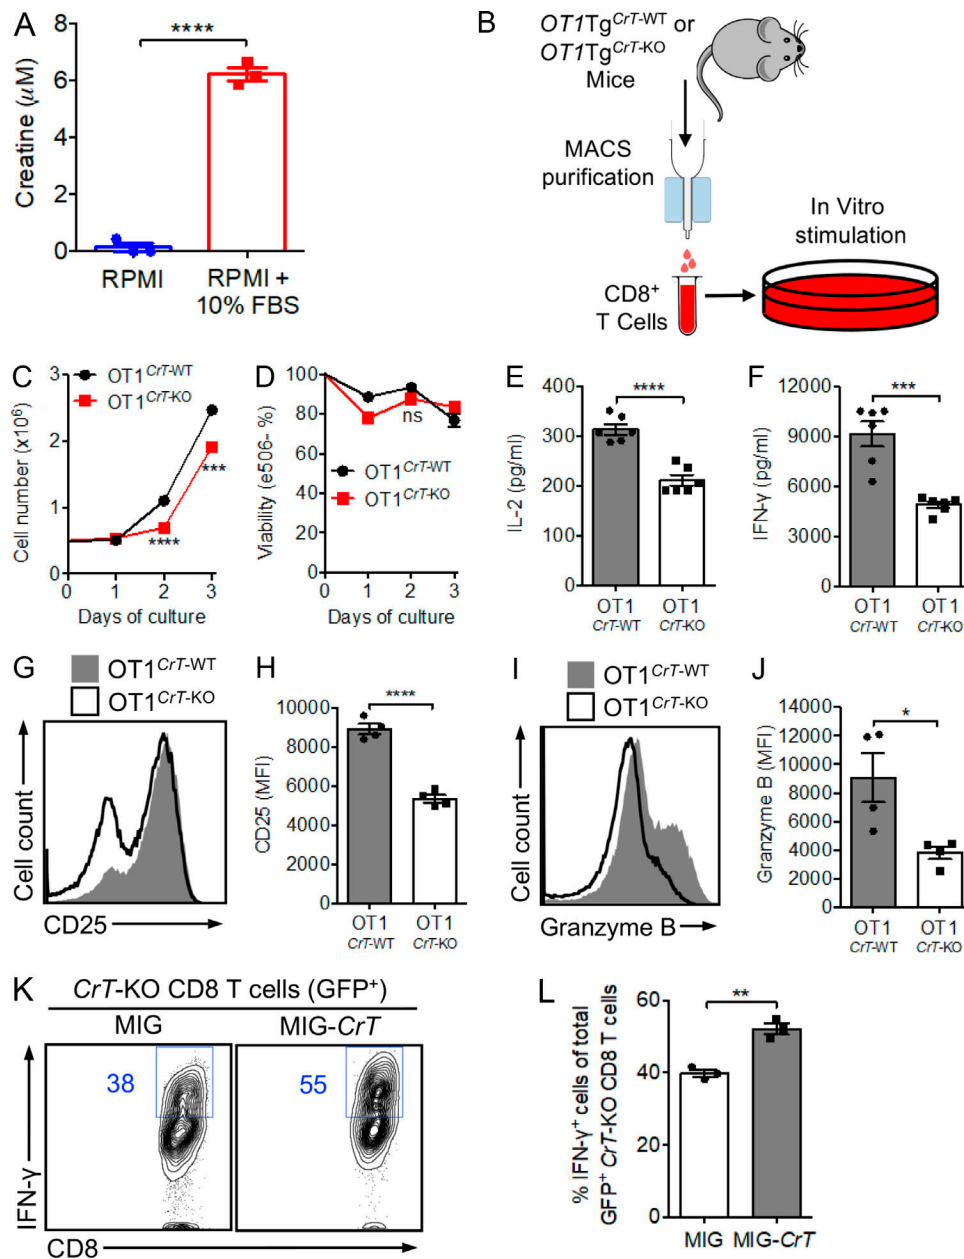 A
Creatine (μM)
8
6
4
2
0
****
RPMI
RPMI +
10% FBS
B
OT1Tg^CrT-WT or
OT1Tg^CrT-KO
Mice
MACS
purification
CD8⁺
T Cells
In Vitro
stimulation
C
OT1^CrT-WT
OT1^CrT-KO
Cell number (x10⁶)
3
2
1
0
****
***
0 1 2 3
Days of culture
D
Viability (e506- %)
100
80
60
40
20
0
ns
OT1^CrT-WT
OT1^CrT-KO
0 1 2 3
Days of culture
E
IL-2 (pg/ml)
400
300
200
100
0
****
OT1 OT1
CrT-WT CrT-KO
F
IFN-γ (pg/ml)
12000
9000
6000
3000
0
***
OT1 OT1
CrT-WT CrT-KO
G
OT1^CrT-WT
OT1^CrT-KO
Cell count
CD25
H
CD25 (MFI)
10000
8000
6000
4000
2000
0
****
OT1 OT1
CrT-WT CrT-KO
I
OT1^CrT-WT
OT1^CrT-KO
Cell count
Granzyme B
J
Granzyme B (MFI)
14000
12000
10000
8000
6000
4000
2000
0
*
OT1 OT1
CrT-WT CrT-KO
K
CrT-KO CD8 T cells (GFP⁺)
MIG MIG-CrT
38
55
IFN-γ
CD8
L
% IFN-γ⁺ cells of total
GFP⁺ CrT-KO CD8 T cells
60
40
20
0
**
MIG MIG-CrT